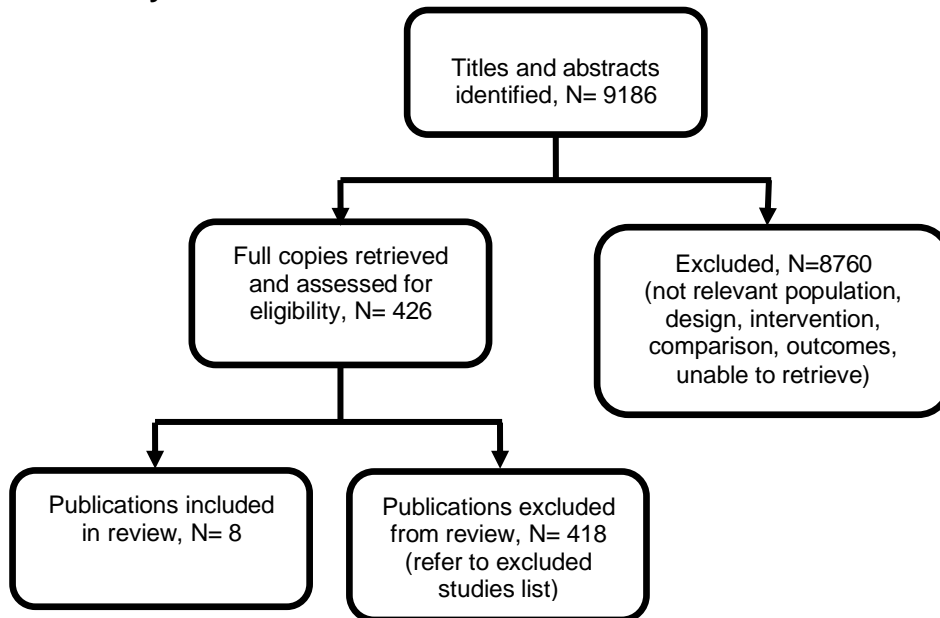 Titles and abstracts
identified, N= 9186
Full copies retrieved
and assessed for
eligibility, N= 426
Excluded, N=8760
(not relevant population,
design, intervention,
comparison, outcomes,
unable to retrieve)
Publications included
in review, N= 8
Publications excluded
from review, N= 418
(refer to excluded
studies list)